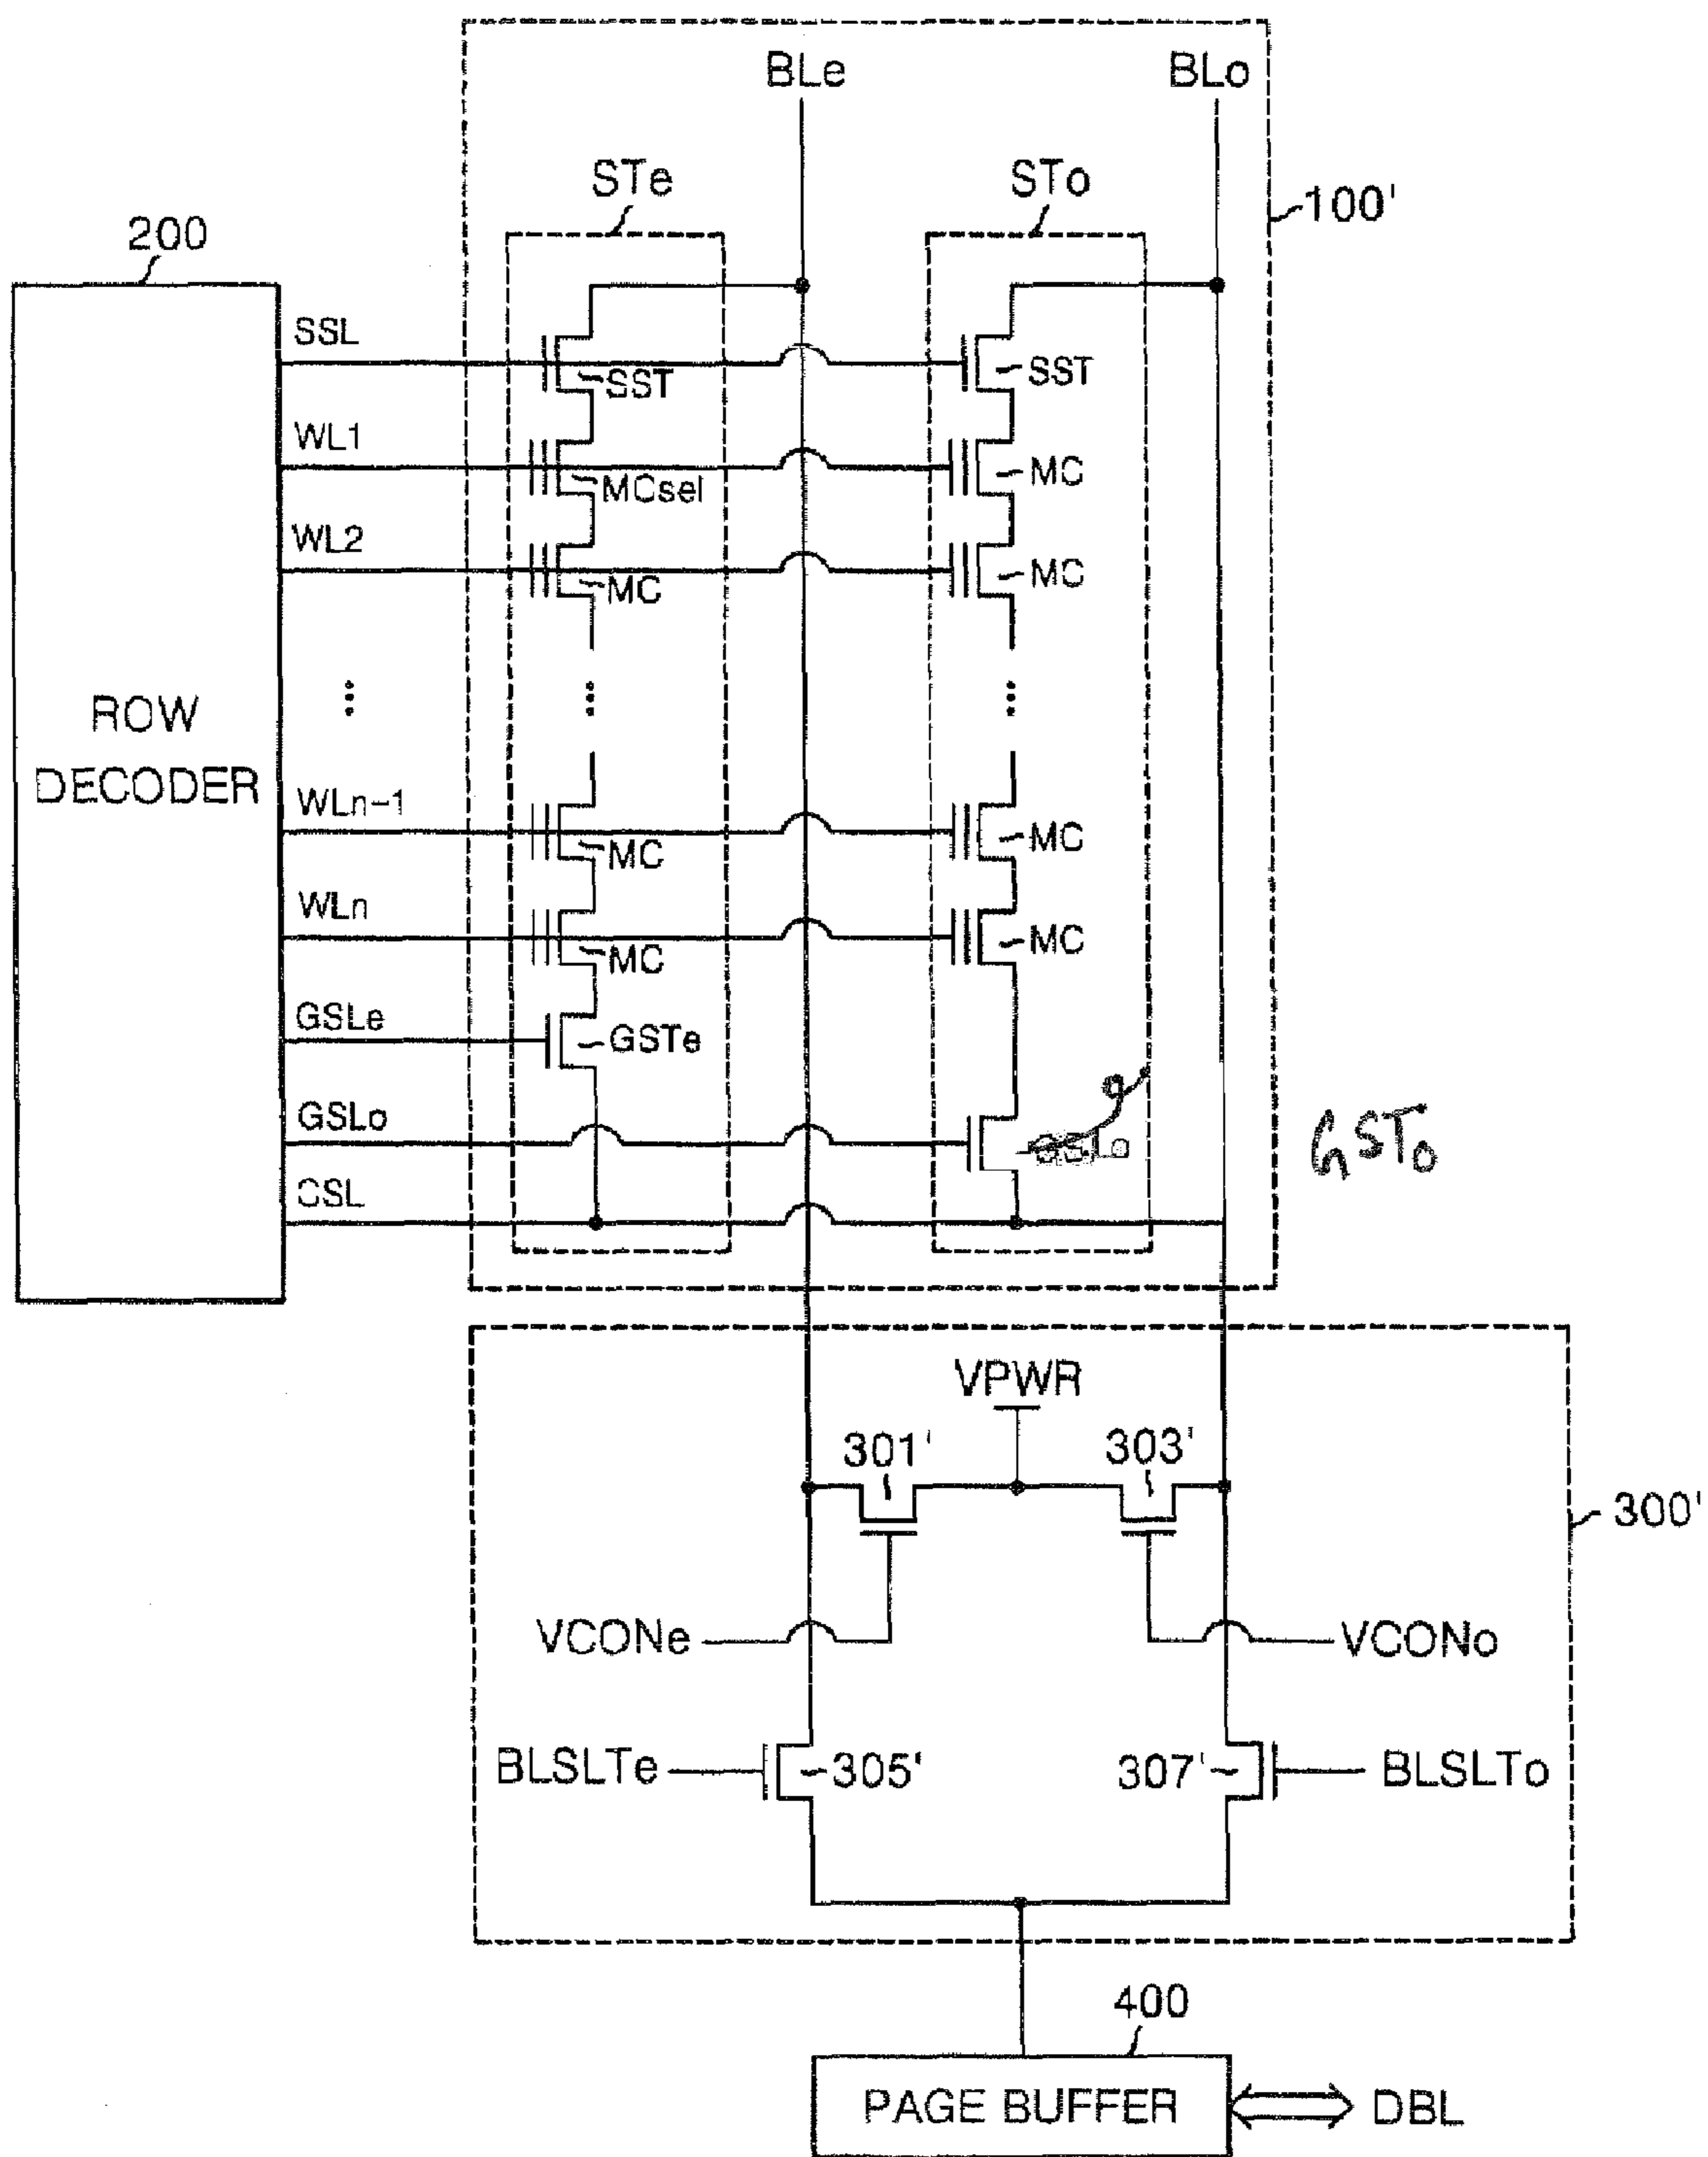 BLe BLo
STe STo
100'
200
SSL
SST SST
WL1
MCsel MC
WL2
MC MC
ROW
DECODER
WLn-1
MC MC
WLn
MC MC
GSLe
GSTe
GSLo
GSLo
GSTo
CSL
VPWR
301' 303'
300'
VCONe VCONo
BLSLTe 305' 307' BLSLTo
400
PAGE BUFFER DBL